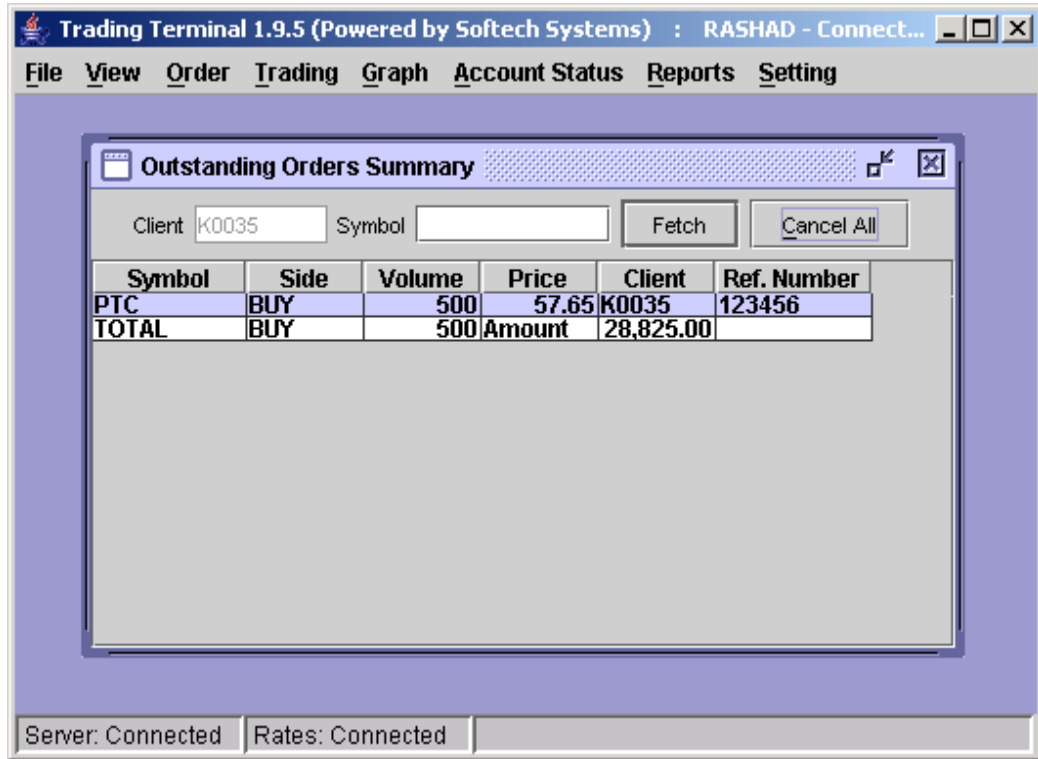 Trading Terminal 1.9.5 (Powered by Softech Systems) : RASHAD - Connect...
File View Order Trading Graph Account Status Reports Setting
Outstanding Orders Summary
Client K0035 Symbol Fetch Cancel All
Symbol Side Volume Price Client Ref. Number
PTC BUY 500 57.65 K0035 123456
TOTAL BUY 500 Amount 28,825.00
Server: Connected Rates: Connected